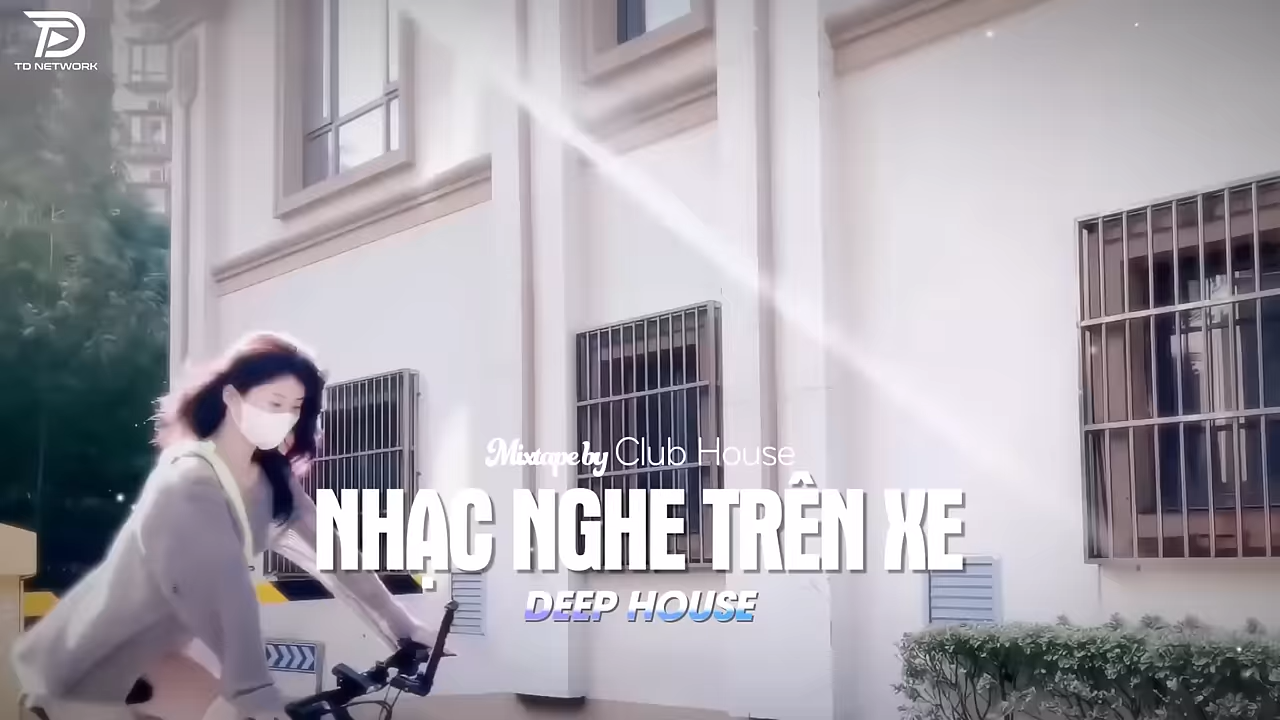 TD NETWORK
Mixtape by Club House
NHẠC NGHE TRÊN XE
DEEP HOUSE